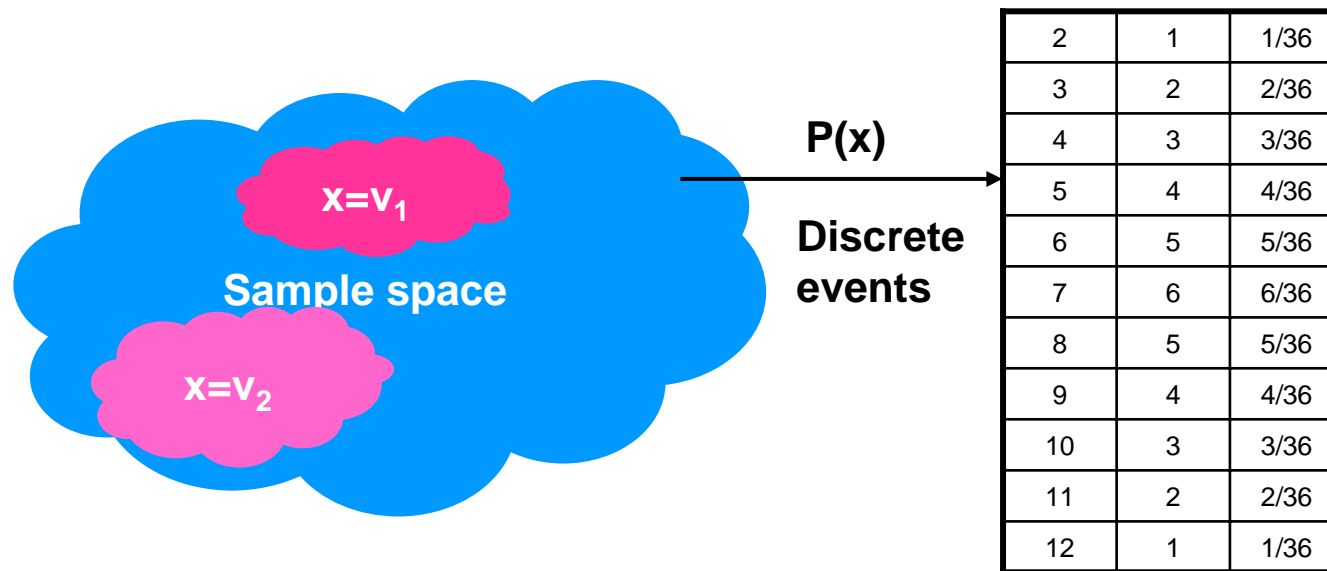 x=v1
Sample space
x=v2
P(x)
Discrete
events
2 1 1/36
3 2 2/36
4 3 3/36
5 4 4/36
6 5 5/36
7 6 6/36
8 5 5/36
9 4 4/36
10 3 3/36
11 2 2/36
12 1 1/36